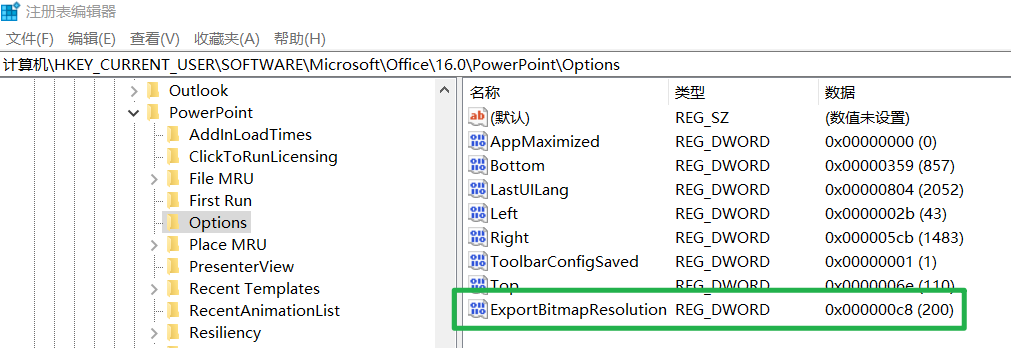 注册表编辑器
文件(F) 编辑(E) 查看(V) 收藏夹(A) 帮助(H)
计算机\HKEY_CURRENT_USER\SOFTWARE\Microsoft\Office\16.0\PowerPoint\Options
Outlook
PowerPoint
AddInLoadTimes
ClickToRunLicensing
File MRU
First Run
Options
Place MRU
PresenterView
Recent Templates
RecentAnimationList
Resiliency
名称 类型 数据
ab (默认) REG_SZ (数值未设置)
AppMaximized REG_DWORD 0x00000000 (0)
Bottom REG_DWORD 0x00000359 (857)
LastUILang REG_DWORD 0x00000804 (2052)
Left REG_DWORD 0x0000002b (43)
Right REG_DWORD 0x000005cb (1483)
ToolbarConfigSaved REG_DWORD 0x00000001 (1)
Top REG_DWORD 0x0000006e (110)
ExportBitmapResolution REG_DWORD 0x000000c8 (200)